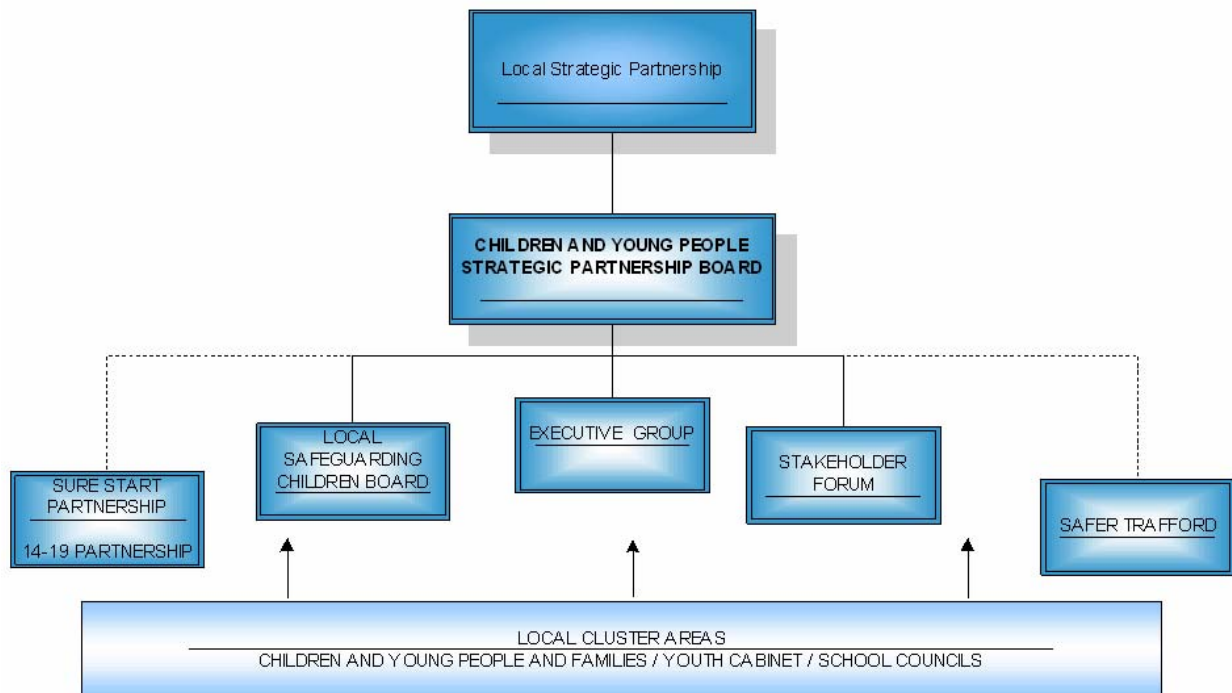 Local Strategic Partnership
CHILDREN AND YOUNG PEOPLE
STRATEGIC PARTNERSHIP BOARD
SURE START
PARTNERSHIP
14-19 PARTNERSHIP
LOCAL
SAFEGUARDING
CHILDREN BOARD
EXECUTIVE GROUP
STAKEHOLDER
FORUM
SAFER TRAFFORD
LOCAL CLUSTER AREAS
CHILDREN AND YOUNG PEOPLE AND FAMILIES / YOUTH CABINET / SCHOOL COUNCILS